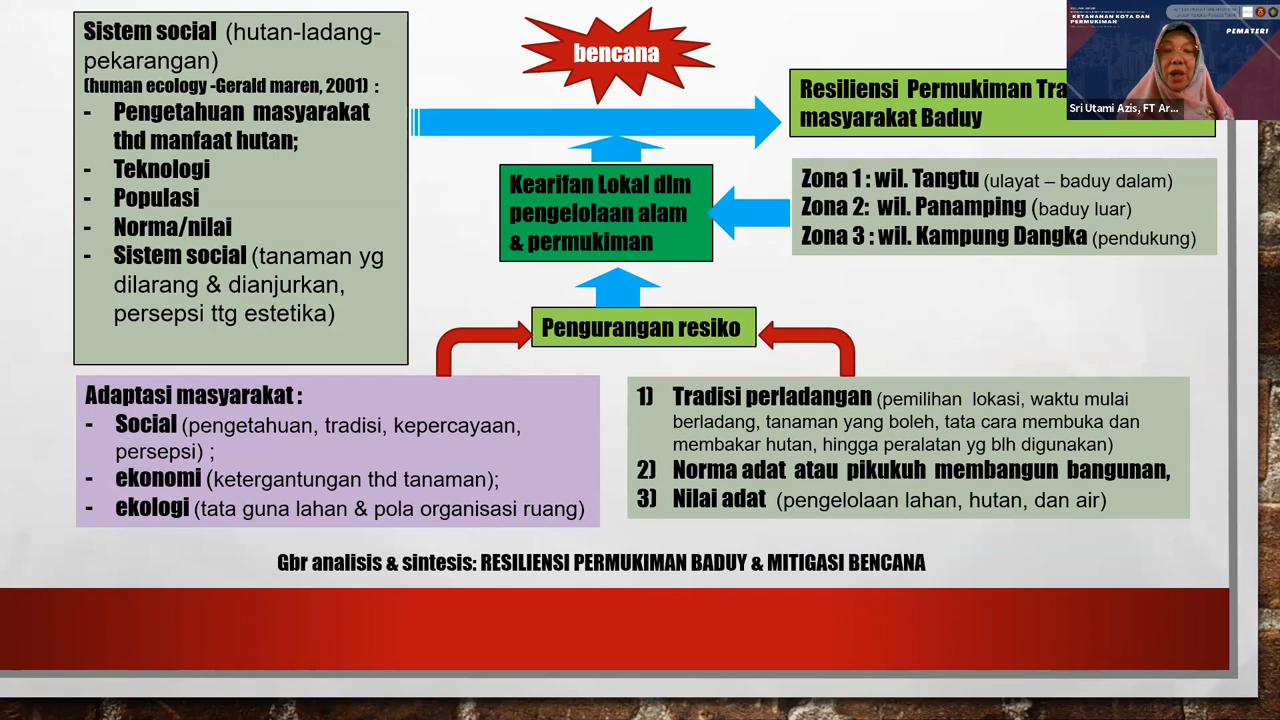 Sistem social (hutan-ladang-
pekarangan)
(human ecology -Gerald maren, 2001) :
- Pengetahuan masyarakat
thd manfaat hutan;
- Teknologi
- Populasi
- Norma/nilai
- Sistem social (tanaman yg
dilarang & dianjurkan,
persepsi ttg estetika)
bencana
Resiliensi Permukiman Tra
masyarakat Baduy
Kearifan Lokal dlm
pengelolaan alam
& permukiman
Zona 1 : wil. Tangtu (ulayat – baduy dalam)
Zona 2: wil. Panamping (baduy luar)
Zona 3 : wil. Kampung Dangka (pendukung)
Pengurangan resiko
Adaptasi masyarakat :
- Social (pengetahuan, tradisi, kepercayaan,
persepsi) ;
- ekonomi (ketergantungan thd tanaman);
- ekologi (tata guna lahan & pola organisasi ruang)
1) Tradisi perladangan (pemilihan lokasi, waktu mulai
berladang, tanaman yang boleh, tata cara membuka dan
membakar hutan, hingga peralatan yg blh digunakan)
2) Norma adat atau pikukuh membangun bangunan,
3) Nilai adat (pengelolaan lahan, hutan, dan air)
Gbr analisis & sintesis: RESILIENSI PERMUKIMAN BADUY & MITIGASI BENCANA
KETAHANAN KOTA DAN
PERMUKIMAN
PEMATERI
Sri Utami Azis, FT Ar...